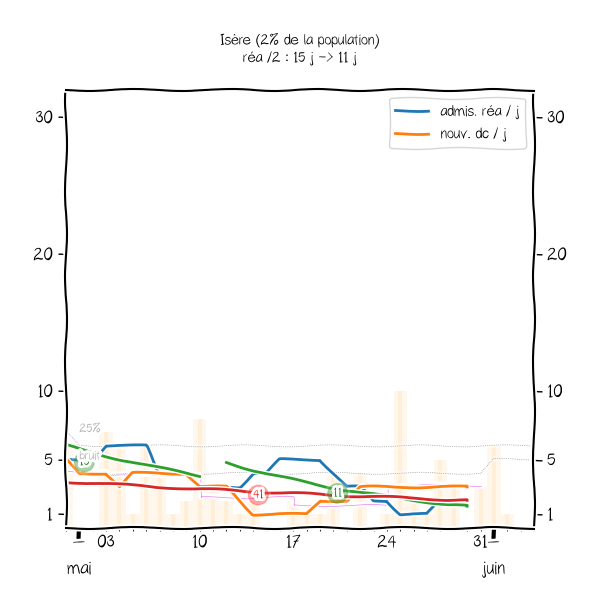 Isère (2% de la population)
réa /2 : 15 j -> 11 j
admis. réa / j
nouv. dc / j
30
30
20
20
10
10
25%
bruit
5
5
41
11
1
1
03
10
17
24
31
mai
juin